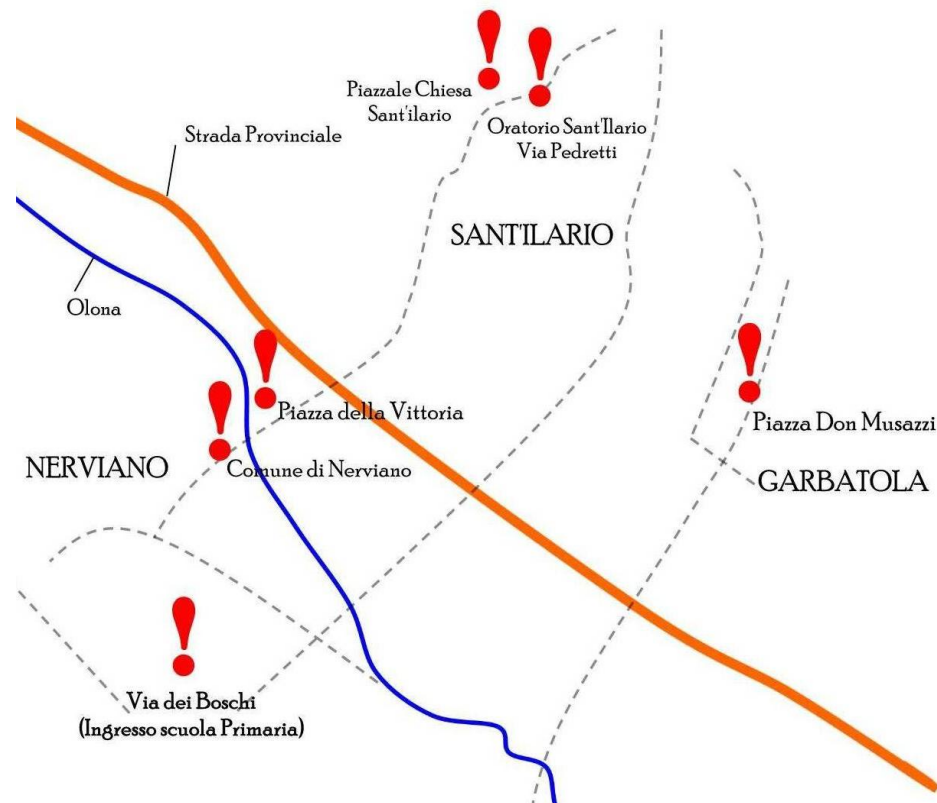 Piazzale Chiesa
Sant'ilario
Oratorio Sant'Ilario
Via Pedretti
Strada Provinciale
SANT'ILARIO
Olona
Piazza della Vittoria
Piazza Don Musazzi
NERVIANO
Comune di Nerviano
GARBATOLA
Via dei Boschi
(Ingresso scuola Primaria)